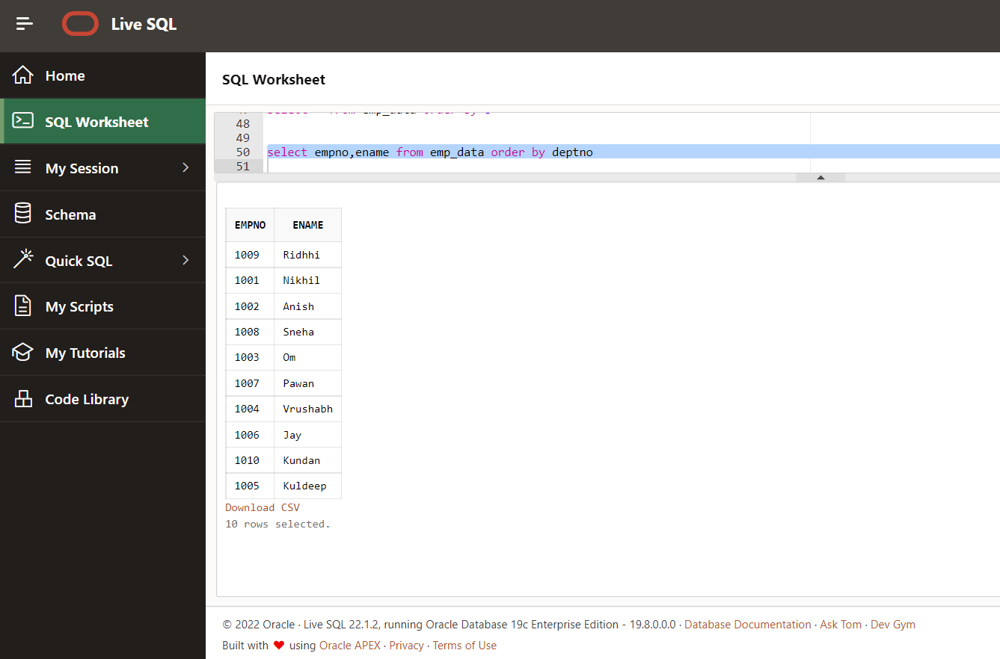 Live SQL
Home
SQL Worksheet
My Session
Schema
Quick SQL
My Scripts
My Tutorials
Code Library
SQL Worksheet
48
49
50 select empno,ename from emp_data order by deptno
51
EMPNO ENAME
1009 Ridhhi
1001 Nikhil
1002 Anish
1008 Sneha
1003 Om
1007 Pawan
1004 Vrushabh
1006 Jay
1010 Kundan
1005 Kuldeep
Download CSV
10 rows selected.
© 2022 Oracle · Live SQL 22.1.2, running Oracle Database 19c Enterprise Edition - 19.8.0.0.0 · Database Documentation · Ask Tom · Dev Gym
Built with ♥ using Oracle APEX · Privacy · Terms of Use